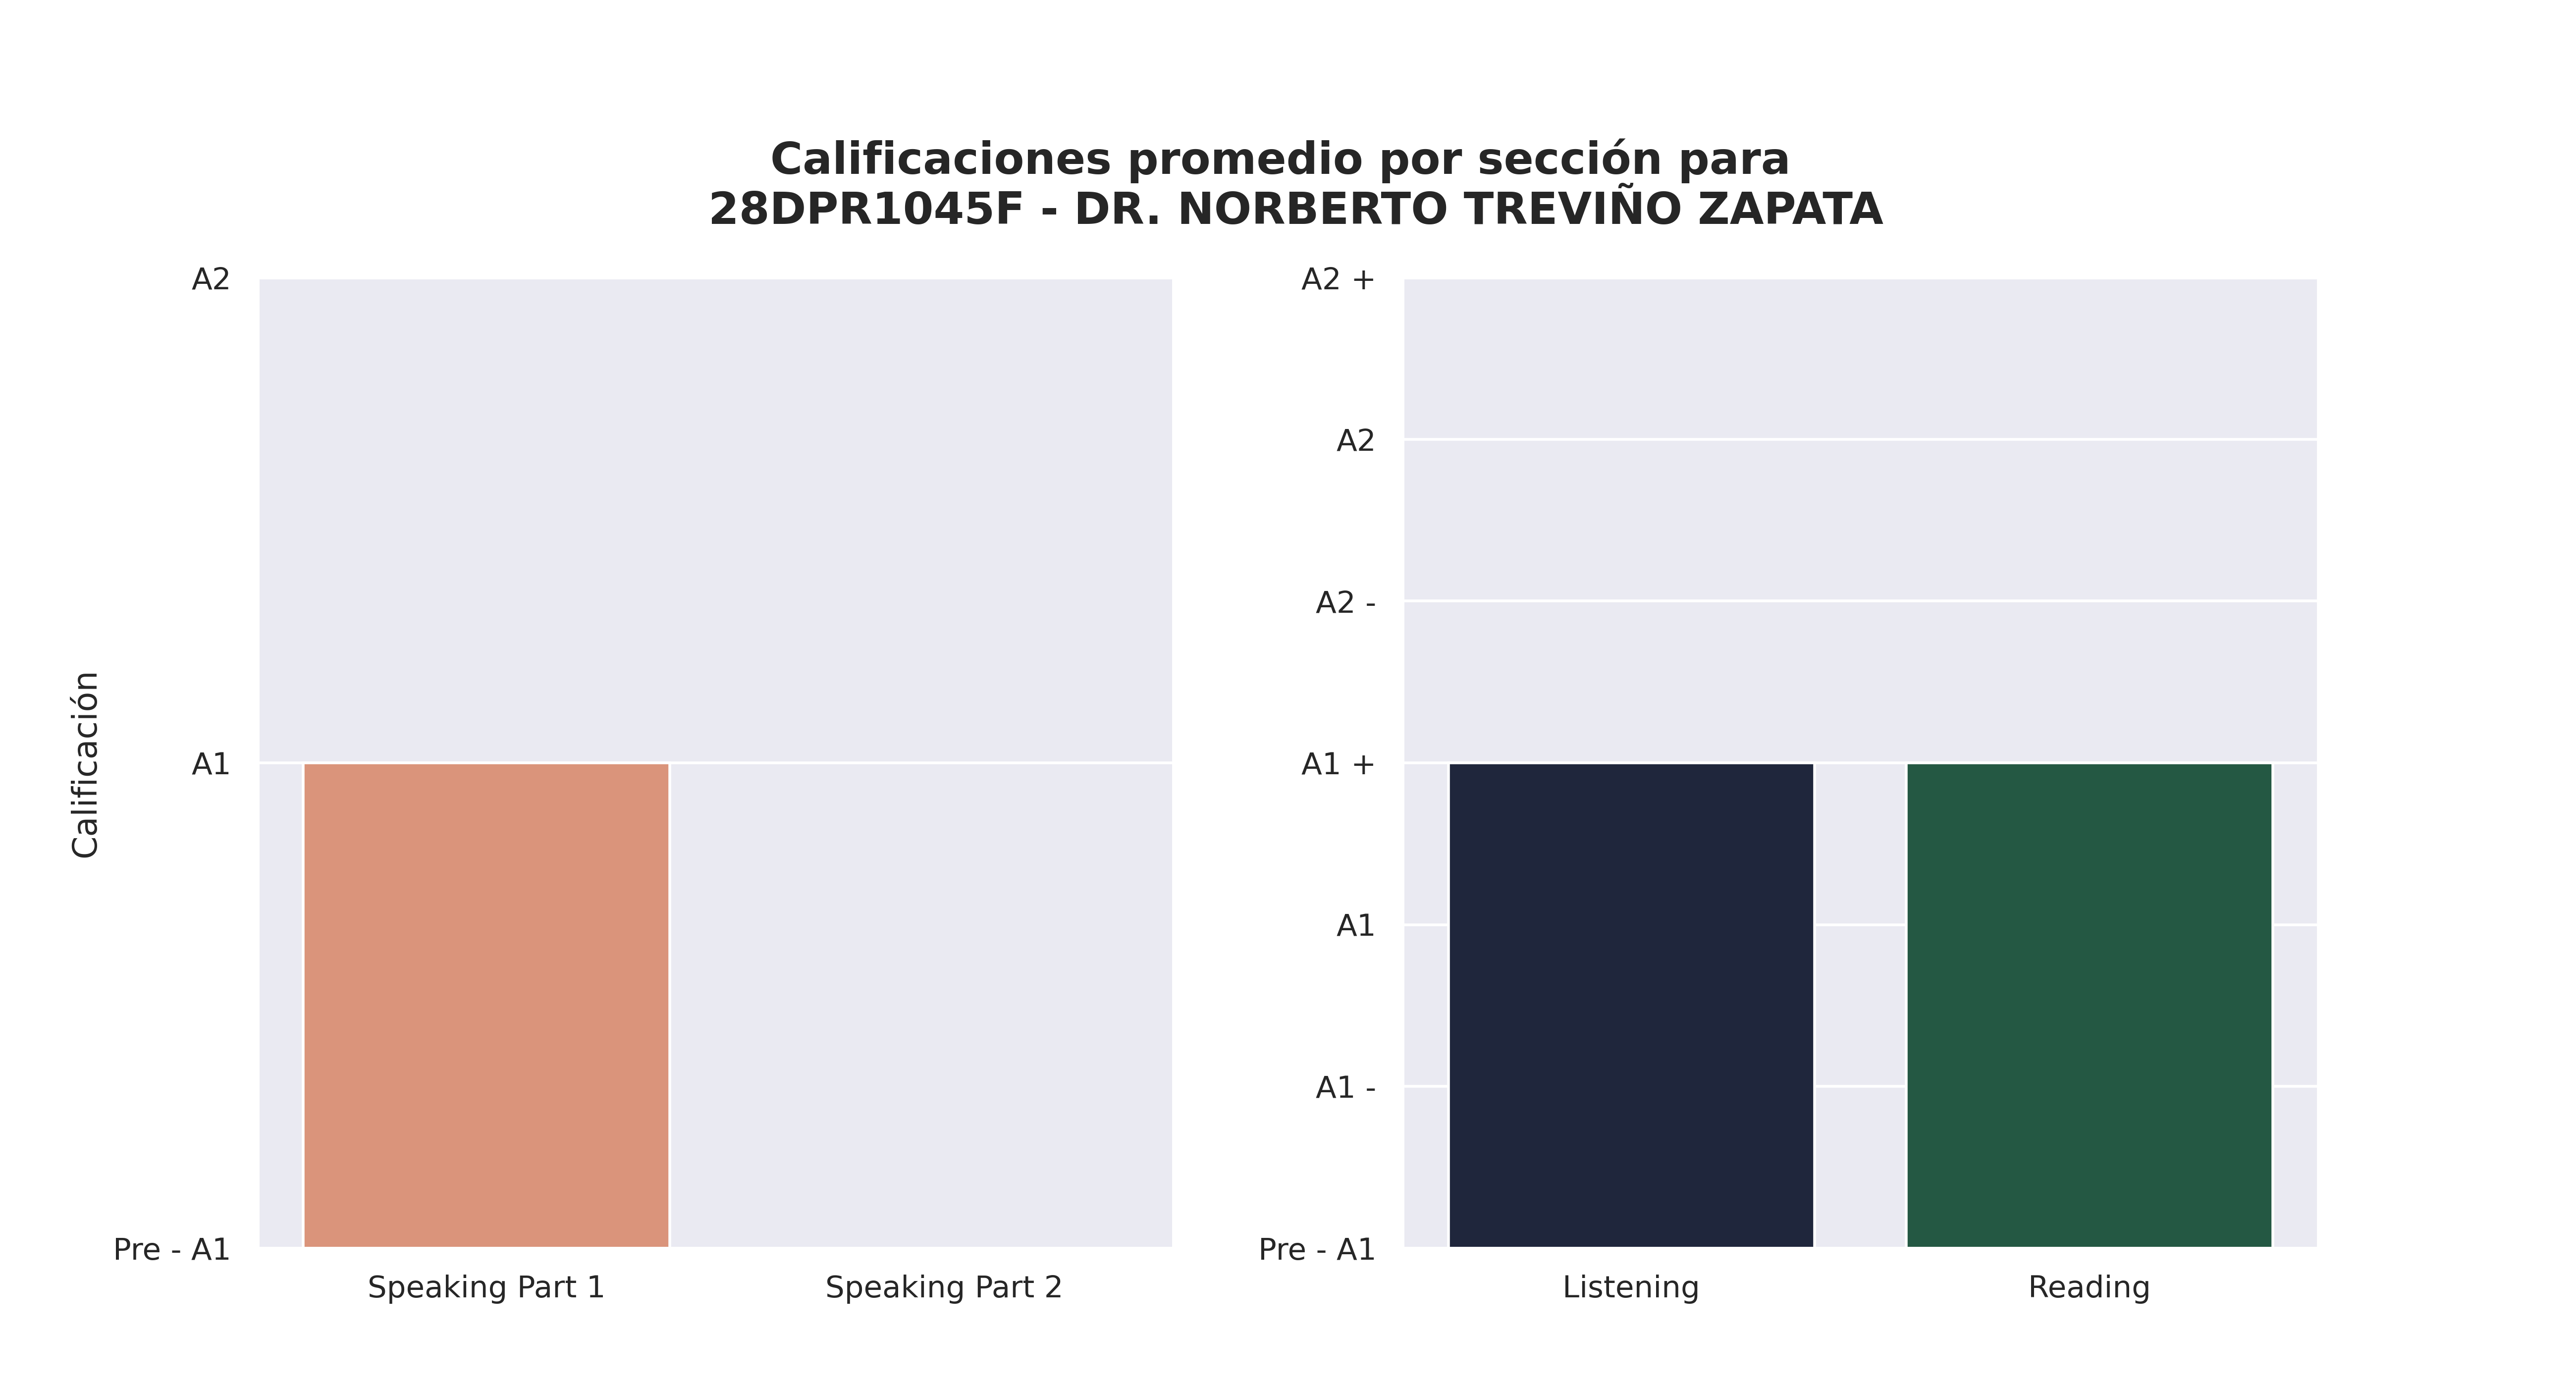 Calificaciones promedio por sección para
28DPR1045F - DR. NORBERTO TREVIÑO ZAPATA
Calificación
A2
A1
Pre - A1
Speaking Part 1
Speaking Part 2
A2 +
A2
A2 -
A1 +
A1
A1 -
Pre - A1
Listening
Reading